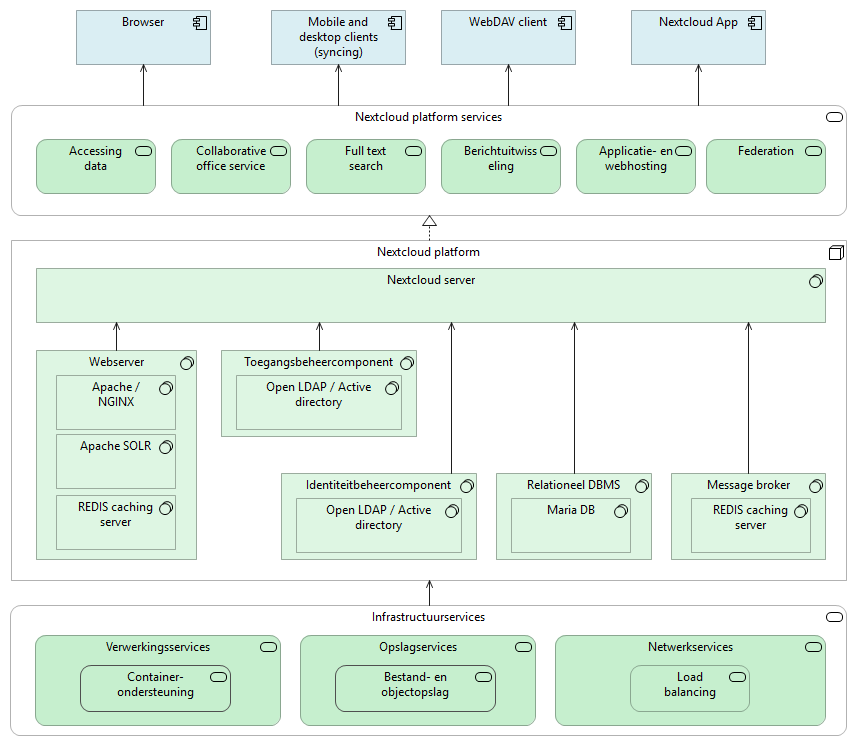 Browser
Mobile and
desktop clients
(syncing)
WebDAV client
Nextcloud App
Nextcloud platform services
Accessing
data
Collaborative
office service
Full text
search
Berichtuitwiss
eling
Applicatie- en
webhosting
Federation
Nextcloud platform
Nextcloud server
Webserver
Apache /
NGINX
Apache SOLR
REDIS caching
server
Toegangsbeheercomponent
Open LDAP / Active
directory
Identiteitbeheercomponent
Open LDAP / Active
directory
Relationeel DBMS
Maria DB
Message broker
REDIS caching
server
Infrastructuurservices
Verwerkingsservices
Container-
ondersteuning
Opslagservices
Bestand- en
objectopslag
Netwerkservices
Load
balancing